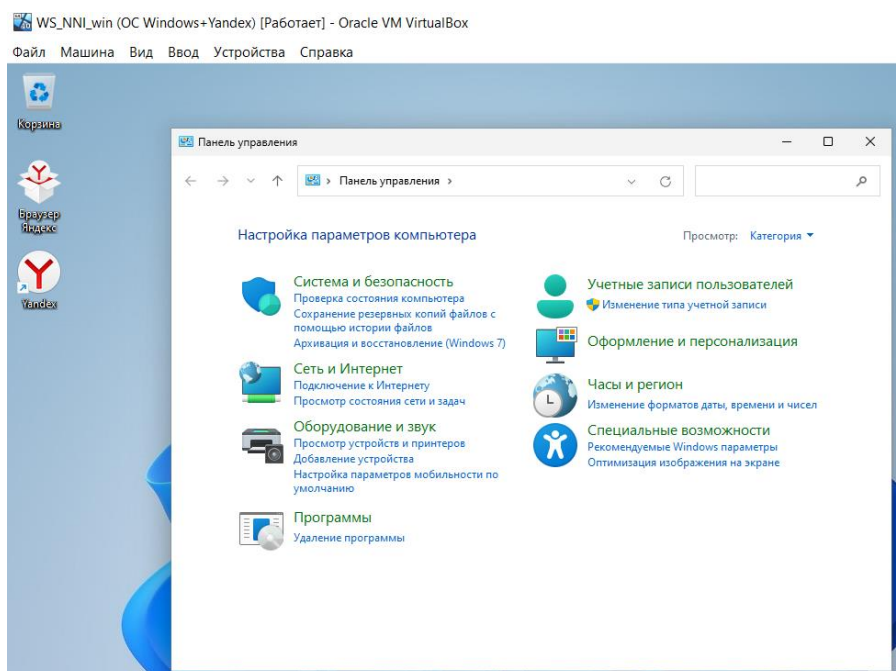 WS_NNI_win (ОС Windows+Yandex) [Работает] - Oracle VM VirtualBox
Файл Машина Вид Ввод Устройства Справка
Корзина
Браузер
Яндекс
Yandex
Панель управления
Панель управления
Настройка параметров компьютера
Просмотр: Категория
Система и безопасность
Проверка состояния компьютера
Сохранение резервных копий файлов с
помощью истории файлов
Архивация и восстановление (Windows 7)
Сеть и Интернет
Подключение к Интернету
Просмотр состояния сети и задач
Оборудование и звук
Просмотр устройств и принтеров
Добавление устройства
Настройка параметров мобильности по
умолчанию
Программы
Удаление программы
Учетные записи пользователей
Изменение типа учетной записи
Оформление и персонализация
Часы и регион
Изменение форматов даты, времени и чисел
Специальные возможности
Рекомендуемые Windows параметры
Оптимизация изображения на экране